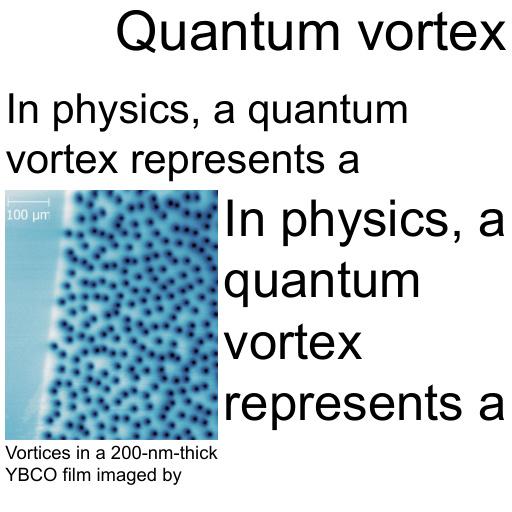 Quantum vortex
In physics, a quantum
vortex represents a
100 μm
In physics, a
quantum
vortex
represents a
Vortices in a 200-nm-thick
YBCO film imaged by